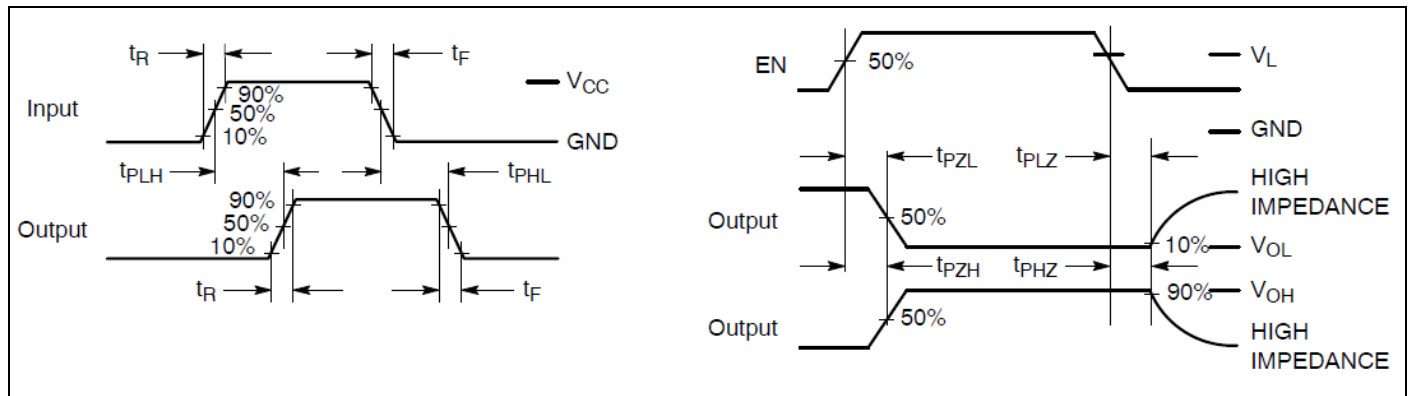 tR
tF
VCC
90%
50%
10%
Input
GND
tPLH
tPHL
90%
50%
10%
Output
tR
tF
EN
50%
VL
GND
tPZL
tPLZ
HIGH
IMPEDANCE
Output
50%
10%
VOL
tPZH
tPHZ
VOH
90%
Output
50%
HIGH
IMPEDANCE